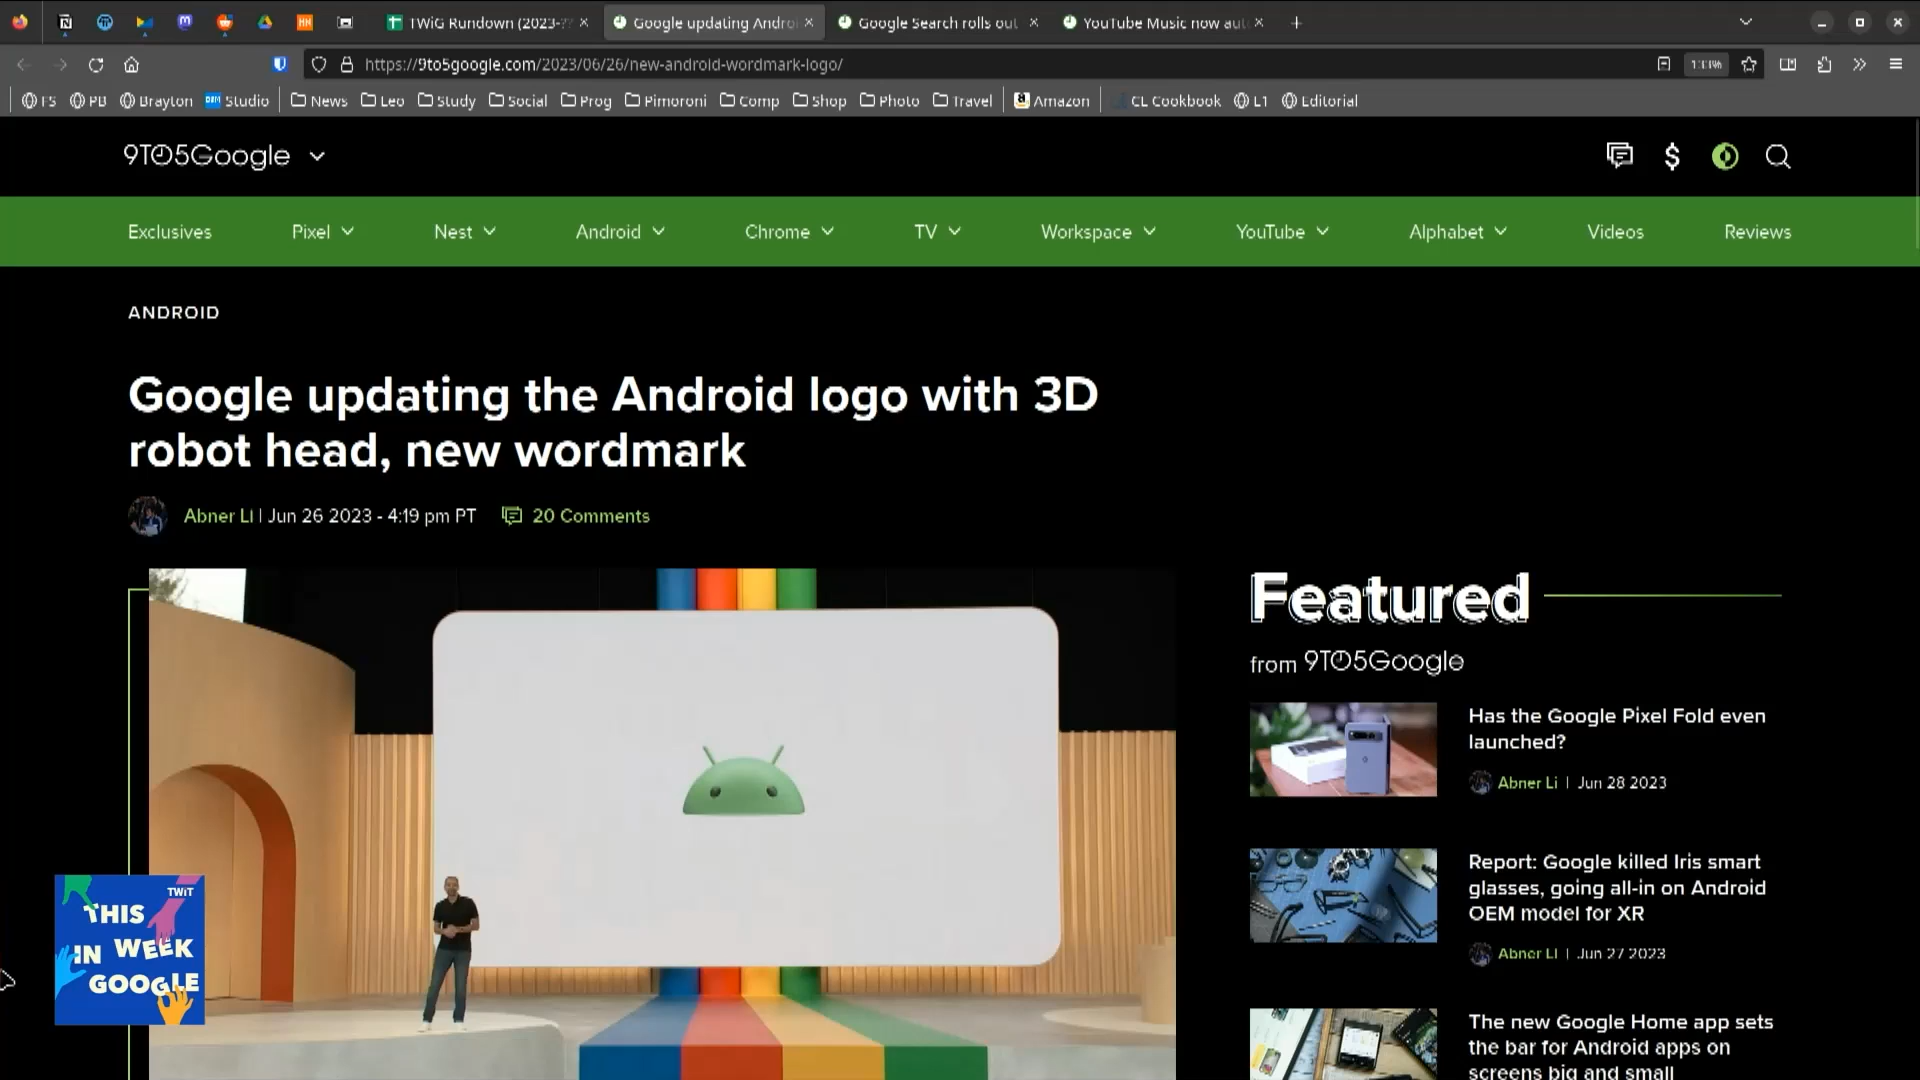 TWiG Rundown (2023-??
Google updating Andro
Google Search rolls out
YouTube Music now aut
https://9to5google.com/2023/06/26/new-android-wordmark-logo/
133%
FS
PB
Brayton
Studio
News
Leo
Study
Social
Prog
Pimoroni
Comp
Shop
Photo
Travel
Amazon
CL Cookbook
L1
Editorial
9TO5Google
Exclusives
Pixel
Nest
Android
Chrome
TV
Workspace
YouTube
Alphabet
Videos
Reviews
ANDROID
Google updating the Android logo with 3D
robot head, new wordmark
Abner Li | Jun 26 2023 - 4:19 pm PT
20 Comments
Featured
from 9TO5Google
Has the Google Pixel Fold even
launched?
Abner Li | Jun 28 2023
Report: Google killed Iris smart
glasses, going all-in on Android
OEM model for XR
Abner Li | Jun 27 2023
The new Google Home app sets
the bar for Android apps on
screens big and small
TWiT
THIS
IN WEEK
GOOGLE